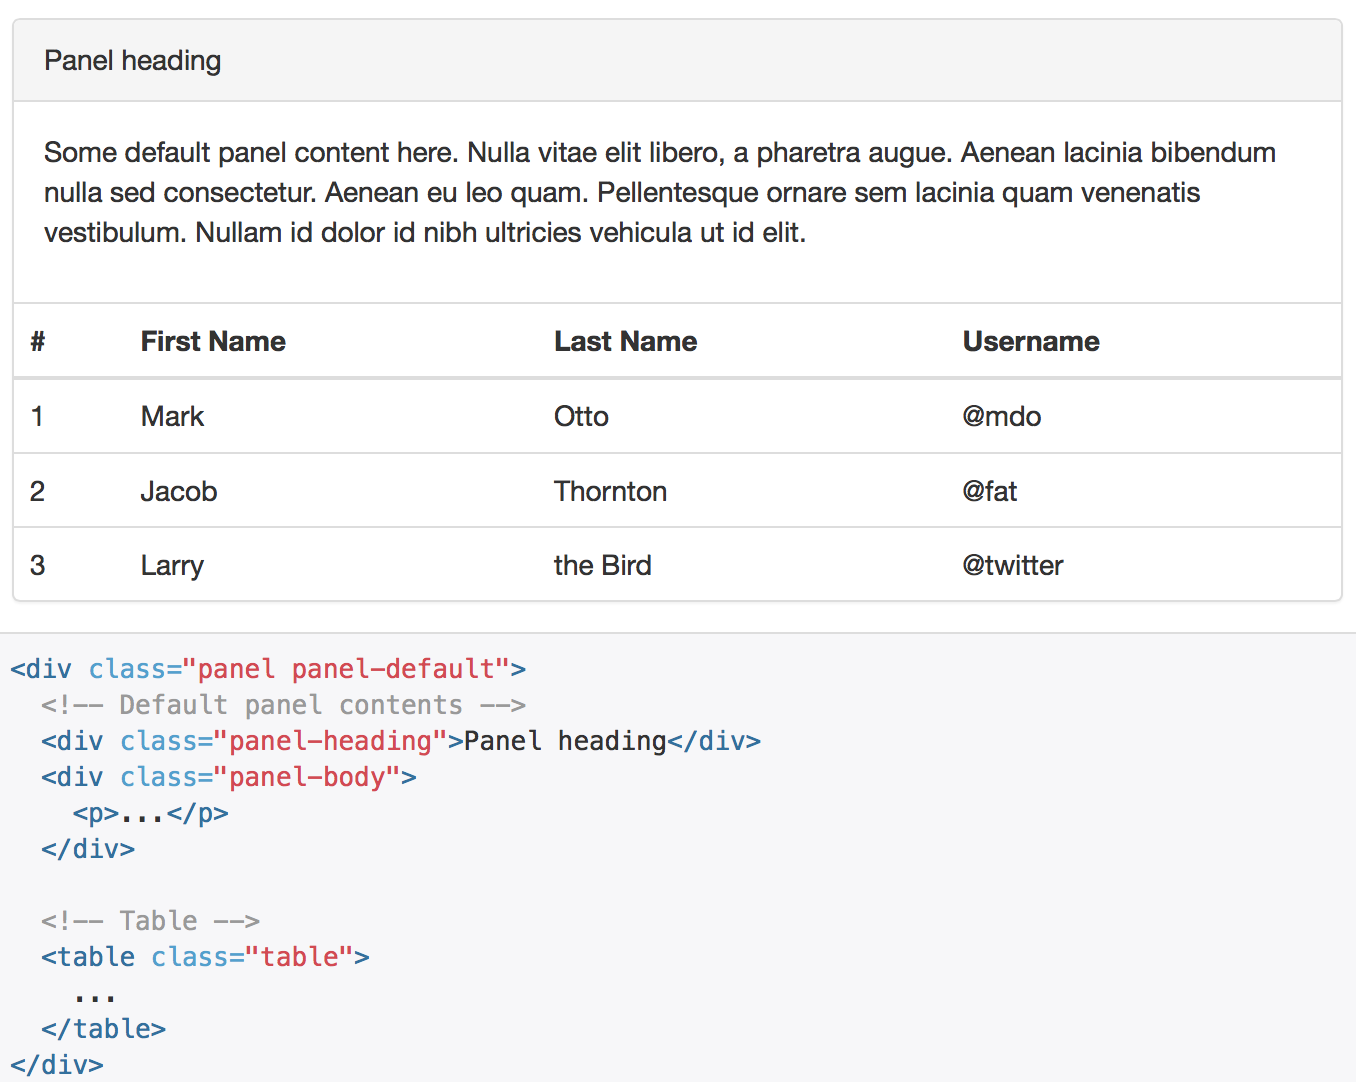 Panel heading
Some default panel content here. Nulla vitae elit libero, a pharetra augue. Aenean lacinia bibendum
nulla sed consectetur. Aenean eu leo quam. Pellentesque ornare sem lacinia quam venenatis
vestibulum. Nullam id dolor id nibh ultricies vehicula ut id elit.
# First Name Last Name Username
1 Mark Otto @mdo
2 Jacob Thornton @fat
3 Larry the Bird @twitter
<div class="panel panel-default">
  <!-- Default panel contents -->
  <div class="panel-heading">Panel heading</div>
  <div class="panel-body">
    <p>...</p>
  </div>

  <!-- Table -->
  <table class="table">
    ...
  </table>
</div>